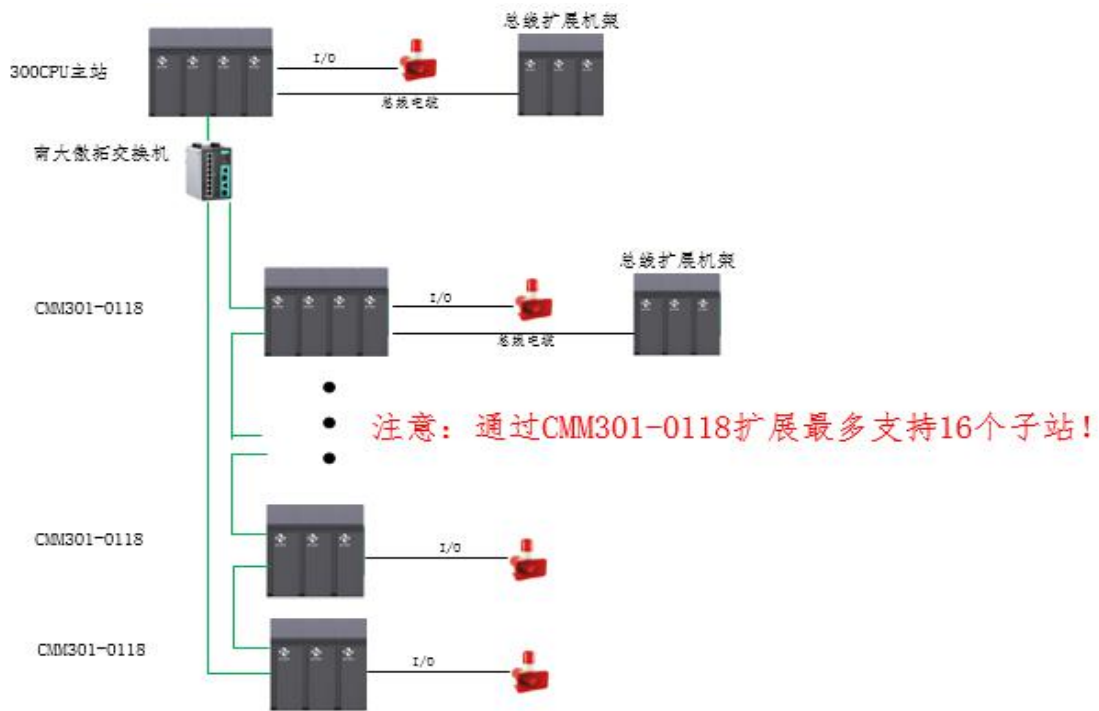 总线扩展机架
I/O
300CPU主站
总线电缆
南大傲拓交换机
总线扩展机架
I/O
CMM301-0118
总线电缆
注意：通过CMM301-0118扩展最多支持16个子站！
CMM301-0118
I/O
CMM301-0118
I/O